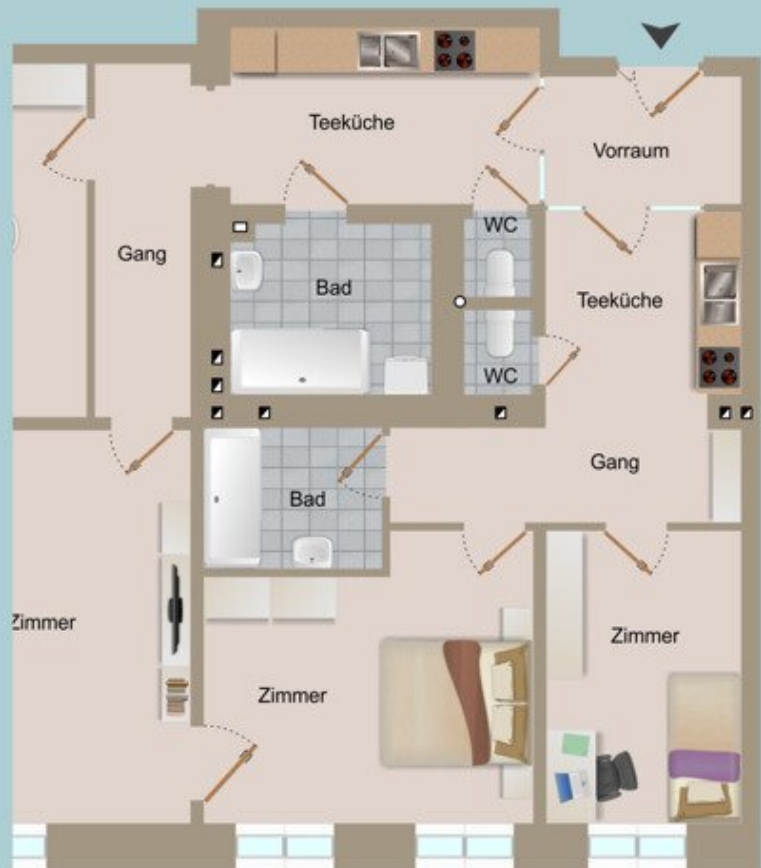 Teeküche
Vorraum
WC
Gang
Bad
Teeküche
WC
Gang
Bad
Zimmer
Zimmer
Zimmer